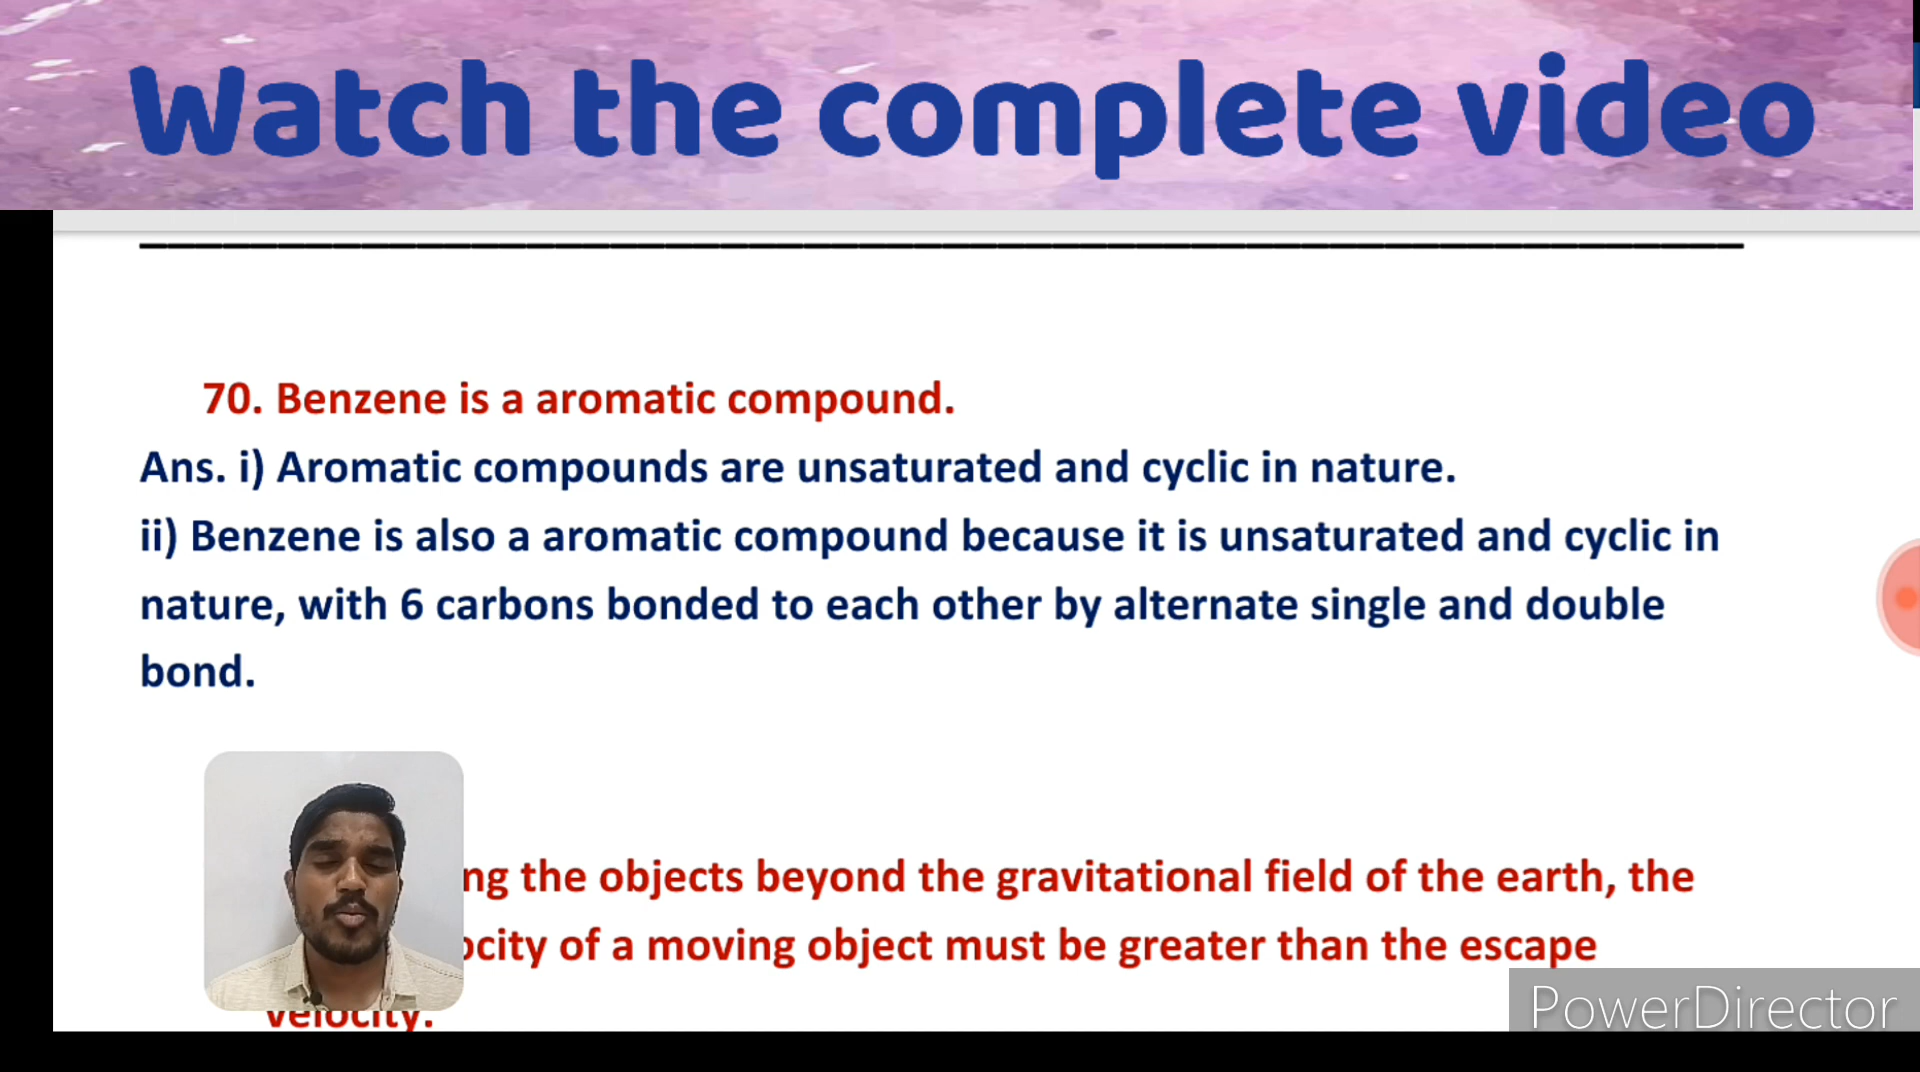 Watch the complete video
70. Benzene is a aromatic compound.
Ans. i) Aromatic compounds are unsaturated and cyclic in nature.
ii) Benzene is also a aromatic compound because it is unsaturated and cyclic in
nature, with 6 carbons bonded to each other by alternate single and double
bond.
the objects beyond the gravitational field of the earth, the
of a moving object must be greater than the escape
velocity.
PowerDirector